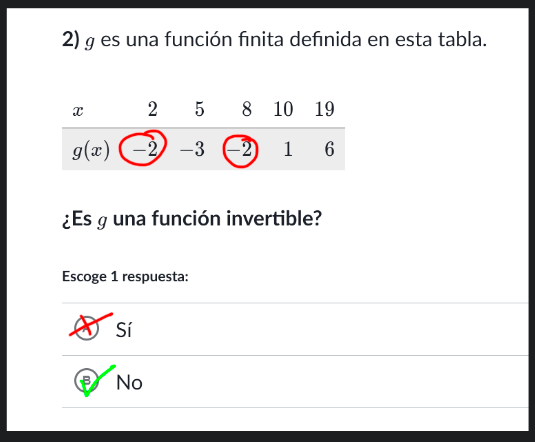 2) g es una función finita definida en esta tabla.
x 2 5 8 10 19
g(x) −2 −3 −2 1 6
¿Es g una función invertible?
Escoge 1 respuesta:
A Sí
B No